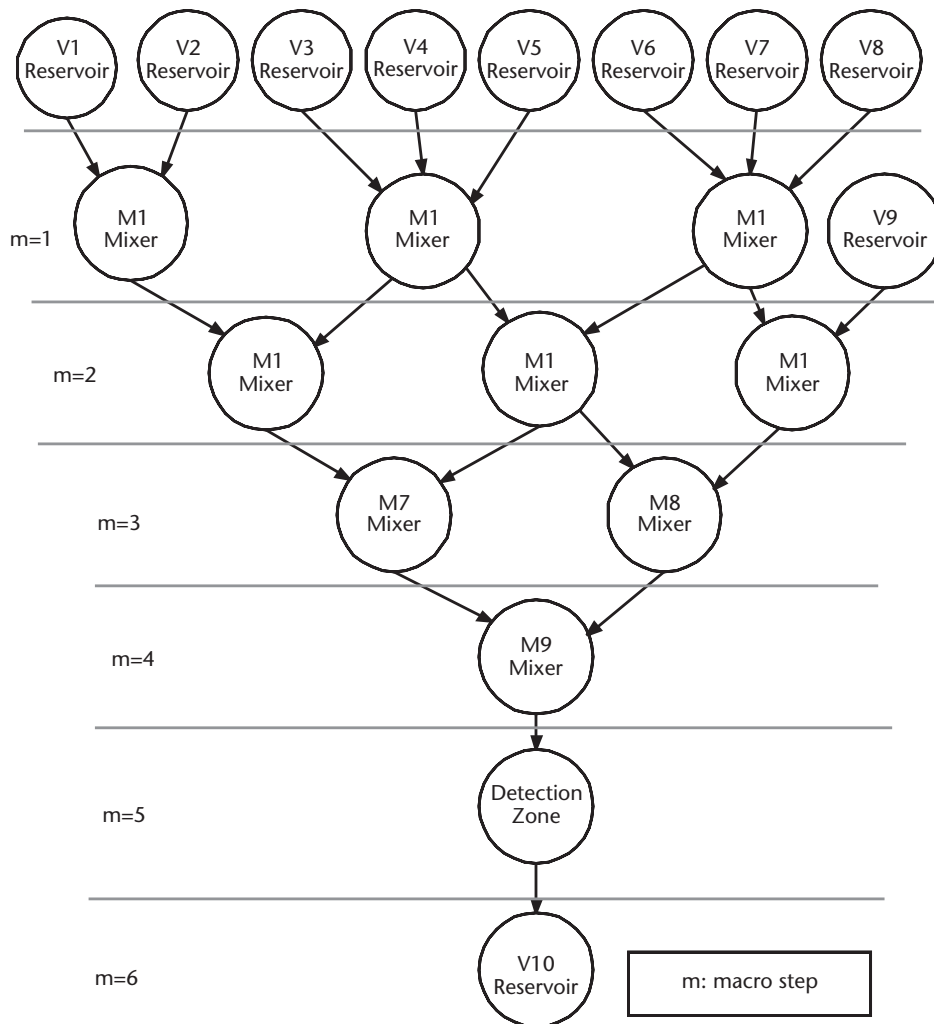 V1
Reservoir
V2
Reservoir
V3
Reservoir
V4
Reservoir
V5
Reservoir
V6
Reservoir
V7
Reservoir
V8
Reservoir
m=1
M1
Mixer
M1
Mixer
M1
Mixer
V9
Reservoir
m=2
M1
Mixer
M1
Mixer
M1
Mixer
m=3
M7
Mixer
M8
Mixer
m=4
M9
Mixer
m=5
Detection
Zone
m=6
V10
Reservoir
m: macro step